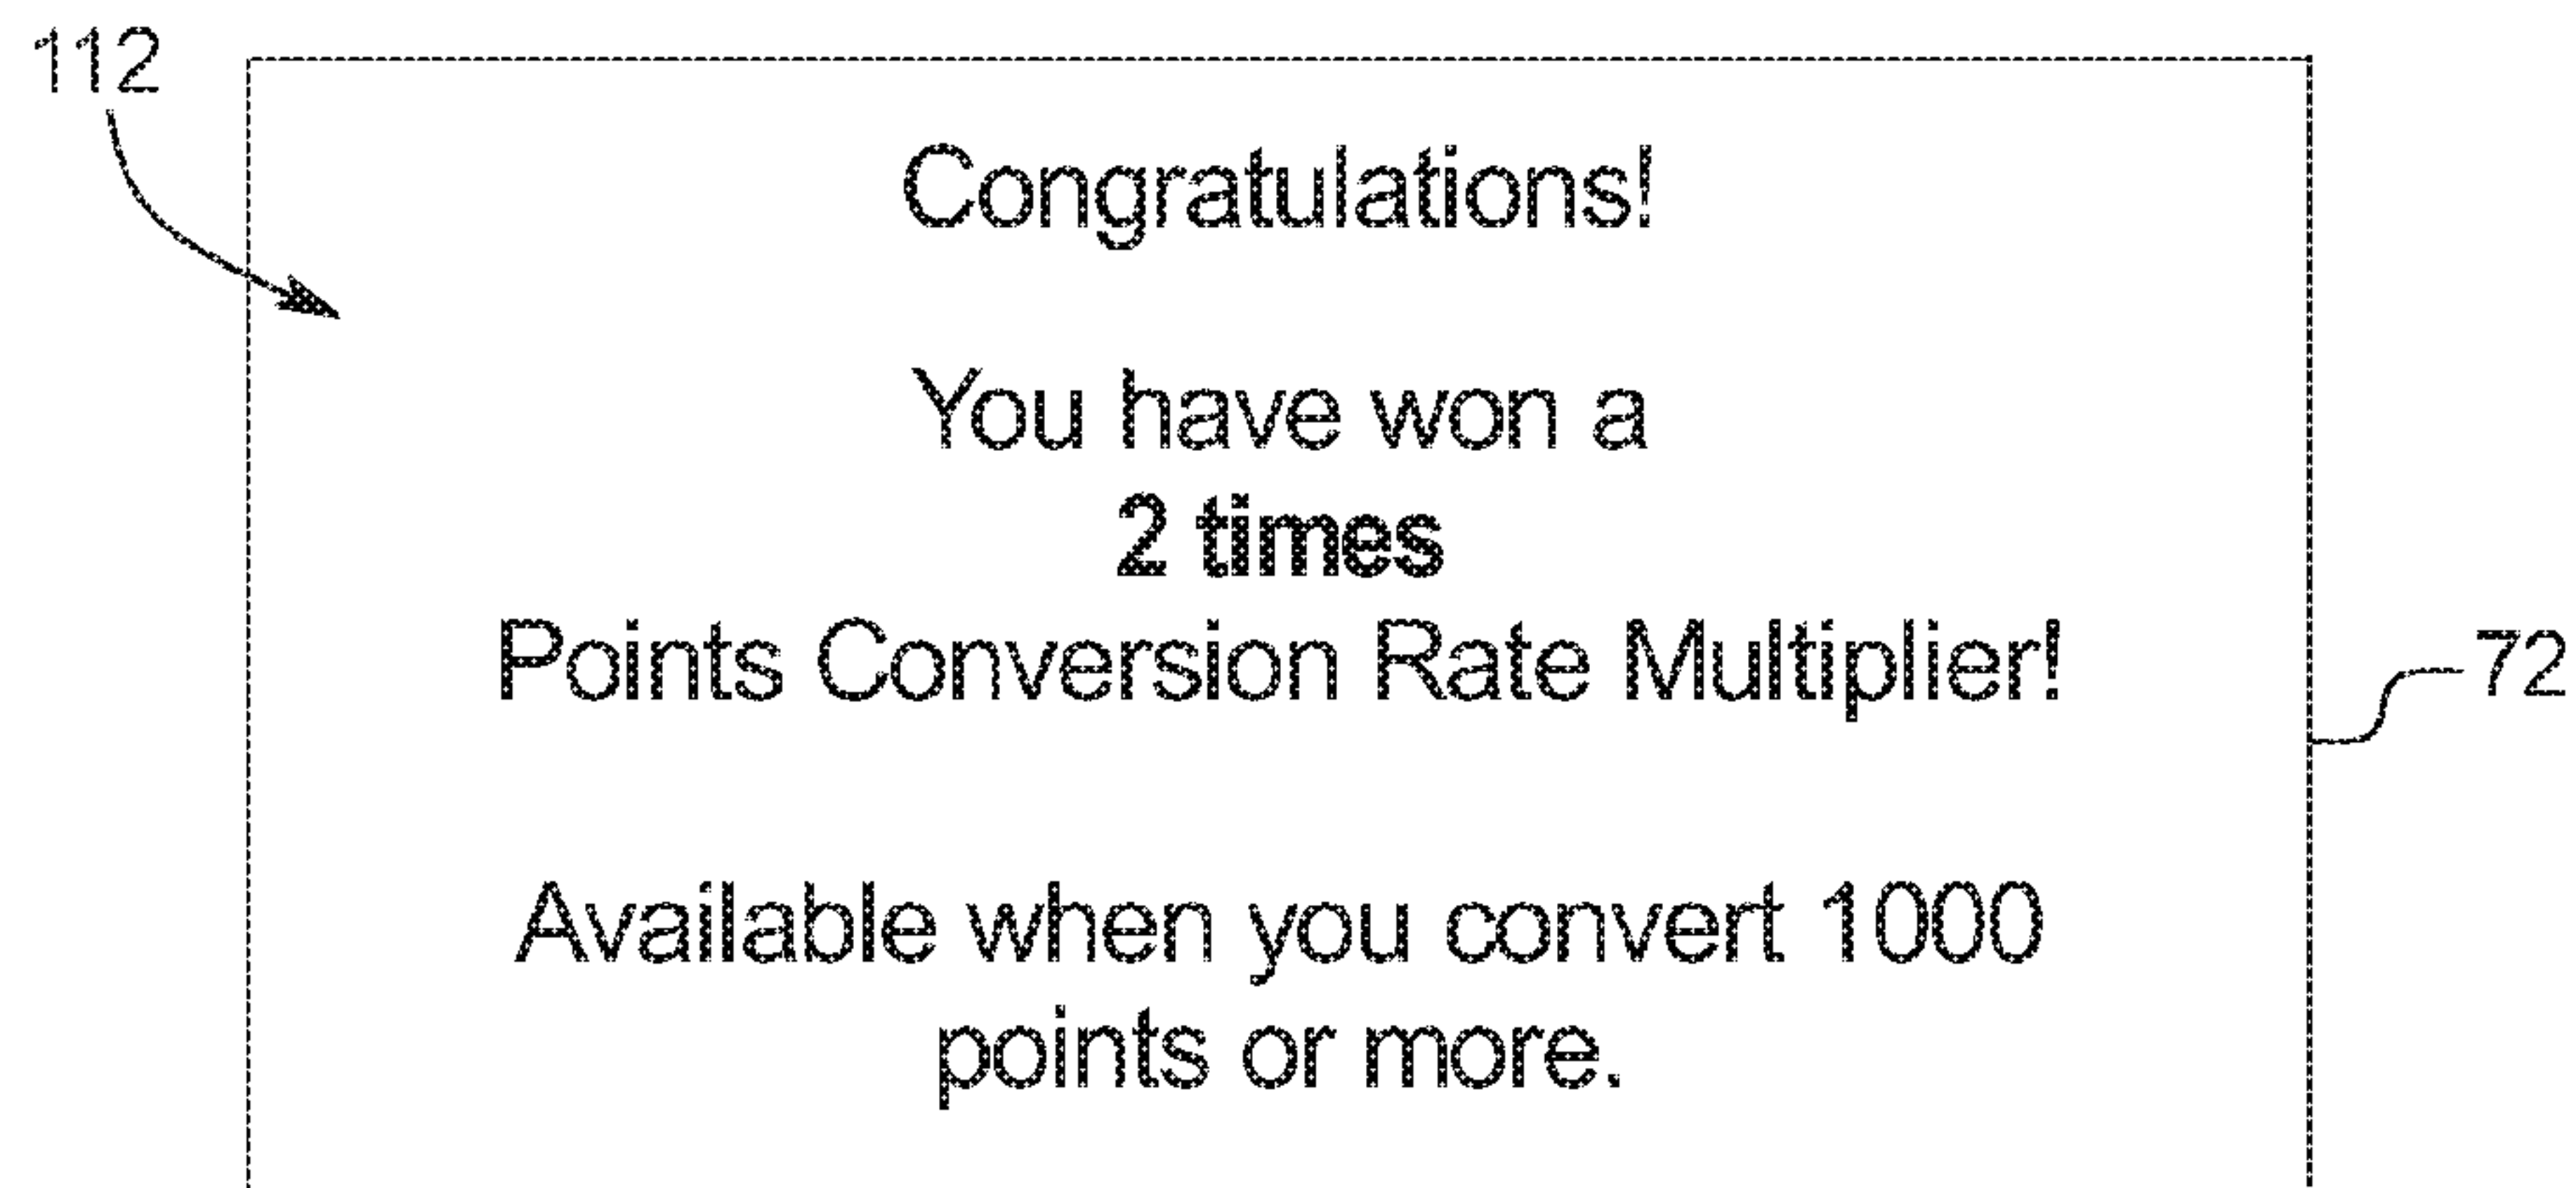 112
Congratulations!
You have won a
2 times
Points Conversion Rate Multiplier!
72
Available when you convert 1000
points or more.